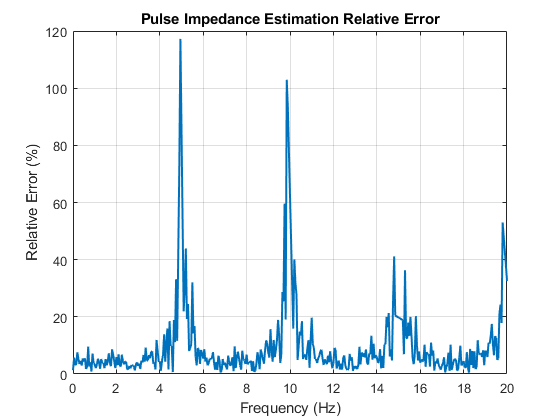 Pulse Impedance Estimation Relative Error
120
100
80
60
40
20
0
Relative Error (%)
0 2 4 6 8 10 12 14 16 18 20
Frequency (Hz)